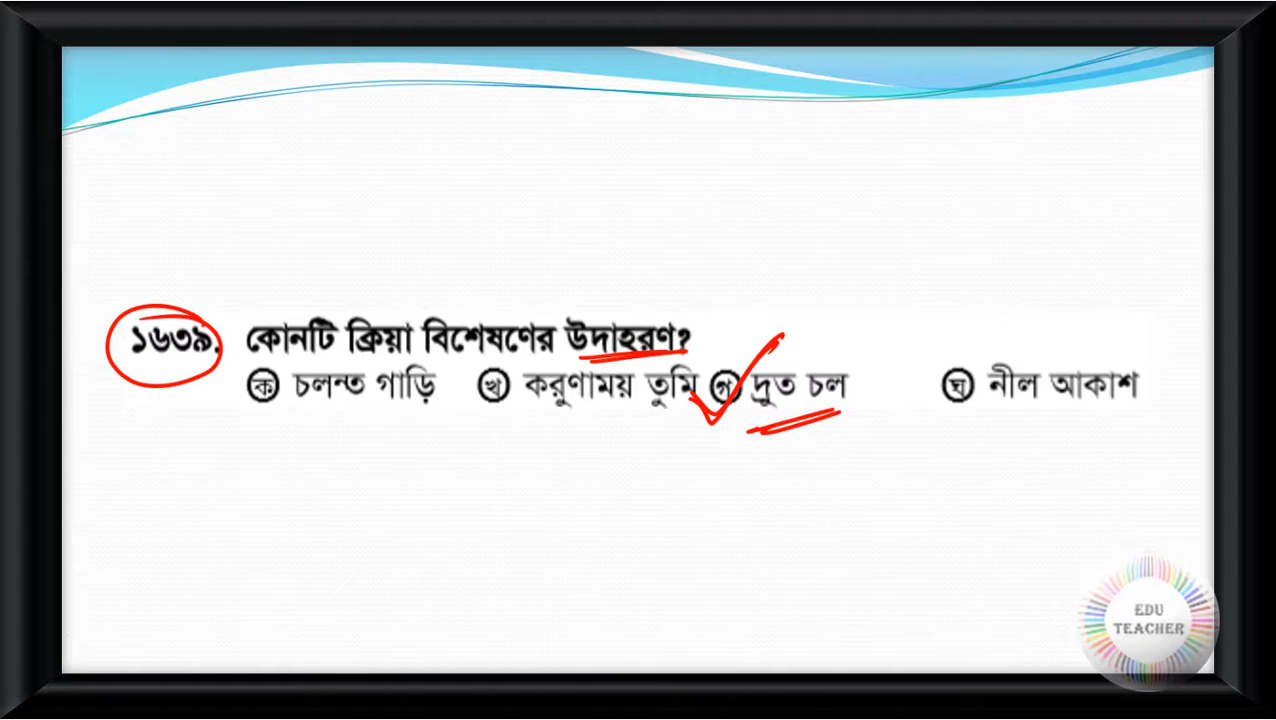 ১৬৩৯. কোনটি ক্রিয়া বিশেষণের উদাহরণ?
ক চলন্ত গাড়ি খ করুণাময় তুমি গ দ্রুত চল ঘ নীল আকাশ
EDU
TEACHER